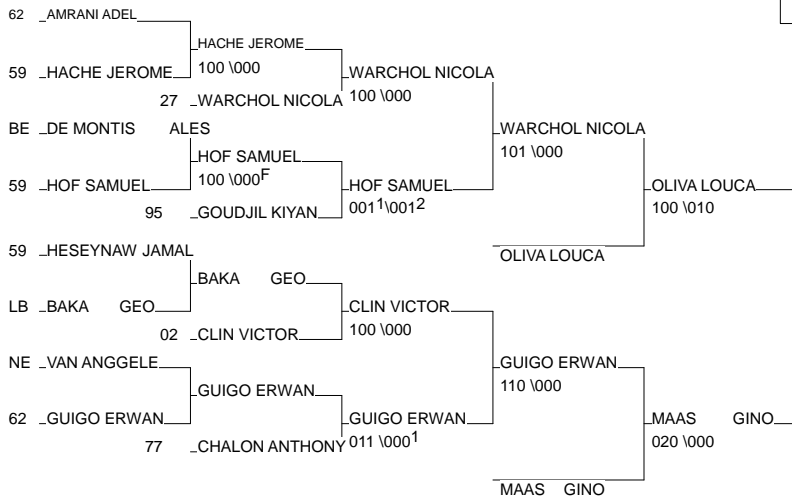 62 AMRANI ADEL
HACHE JEROME
59 HACHE JEROME 100 \000 WARCHOL NICOLA
27 WARCHOL NICOLA 100 \000
BE DE MONTIS ALES WARCHOL NICOLA
HOF SAMUEL 101 \000
59 HOF SAMUEL 100 \000F HOF SAMUEL OLIVA LOUCA
95 GOUDJIL KIYAN 0011\0012 100 \010
59 HESEYNAW JAMAL OLIVA LOUCA
BAKA GEO
LB BAKA GEO CLIN VICTOR
02 CLIN VICTOR 100 \000
NE VAN ANGGELE GUIGO ERWAN
GUIGO ERWAN 110 \000
62 GUIGO ERWAN GUIGO ERWAN MAAS GINO
77 CHALON ANTHONY 011 \0001 020 \000
MAAS GINO